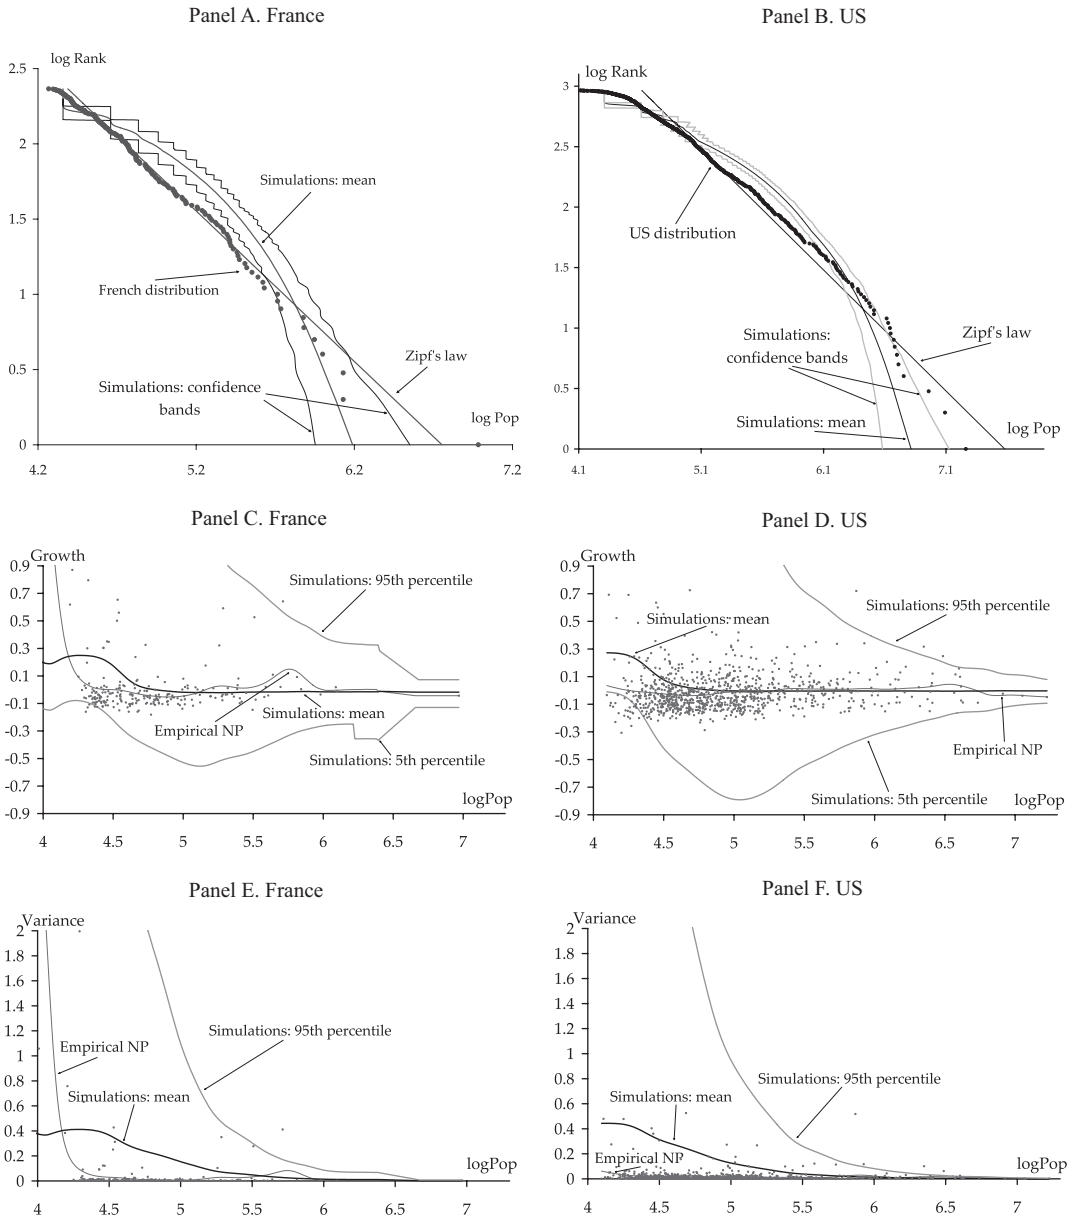 Panel A. France
log Rank
2.5
2
1.5
1
0.5
0
4.2
5.2
6.2
7.2
log Pop
Simulations: mean
French distribution
Zipf's law
Simulations: confidence
bands
Panel B. US
log Rank
3
2.5
2
1.5
1
0.5
0
4.1
5.1
6.1
7.1
log Pop
US distribution
Simulations:
confidence bands
Zipf's law
Simulations: mean
Panel C. France
Growth
0.9
0.7
0.5
0.3
0.1
-0.1
-0.3
-0.5
-0.7
-0.9
4
4.5
5
5.5
6
6.5
7
logPop
Simulations: 95th percentile
Simulations: mean
Empirical NP
Simulations: 5th percentile
Panel D. US
Growth
0.9
0.7
0.5
0.3
0.1
-0.1
-0.3
-0.5
-0.7
-0.9
4
4.5
5
5.5
6
6.5
7
logPop
Simulations: mean
Simulations: 95th percentile
Empirical NP
Simulations: 5th percentile
Panel E. France
Variance
2
1.8
1.6
1.4
1.2
1
0.8
0.6
0.4
0.2
0
4
4.5
5
5.5
6
6.5
7
logPop
Simulations: 95th percentile
Empirical NP
Simulations: mean
Panel F. US
Variance
2
1.8
1.6
1.4
1.2
1
0.8
0.6
0.4
0.2
0
4
4.5
5
5.5
6
6.5
7
logPop
Simulations: 95th percentile
Simulations: mean
Empirical NP